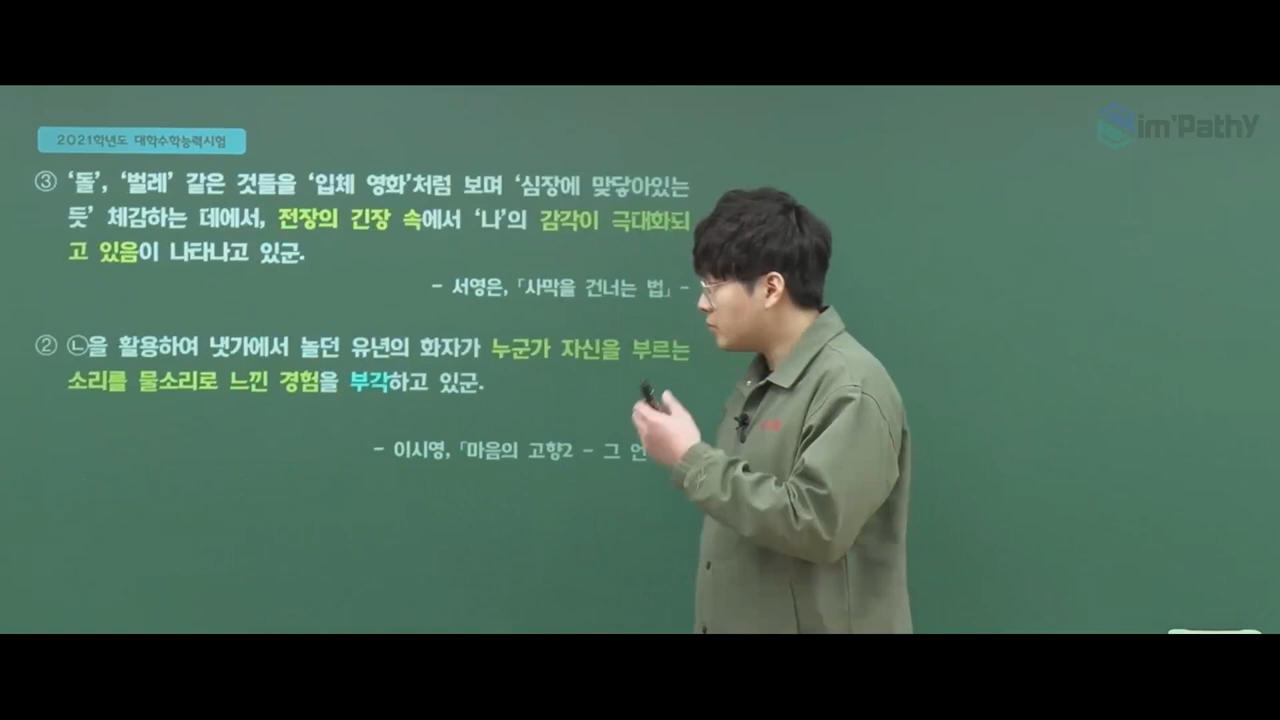 2021학년도 대학수학능력시험
Sim'PathY
③ ‘돌’, ‘벌레’ 같은 것들을 ‘입체 영화’처럼 보며 ‘심장에 맞닿아있는
듯’ 체감하는 데에서, 전장의 긴장 속에서 ‘나’의 감각이 극대화되
고 있음이 나타나고 있군.
- 서영은, 「사막을 건너는 법」 -
② ㉡을 활용하여 냇가에서 놀던 유년의 화자가 누군가 자신을 부르는
소리를 물소리로 느낀 경험을 부각하고 있군.
- 이시영, 「마음의 고향2 - 그 언